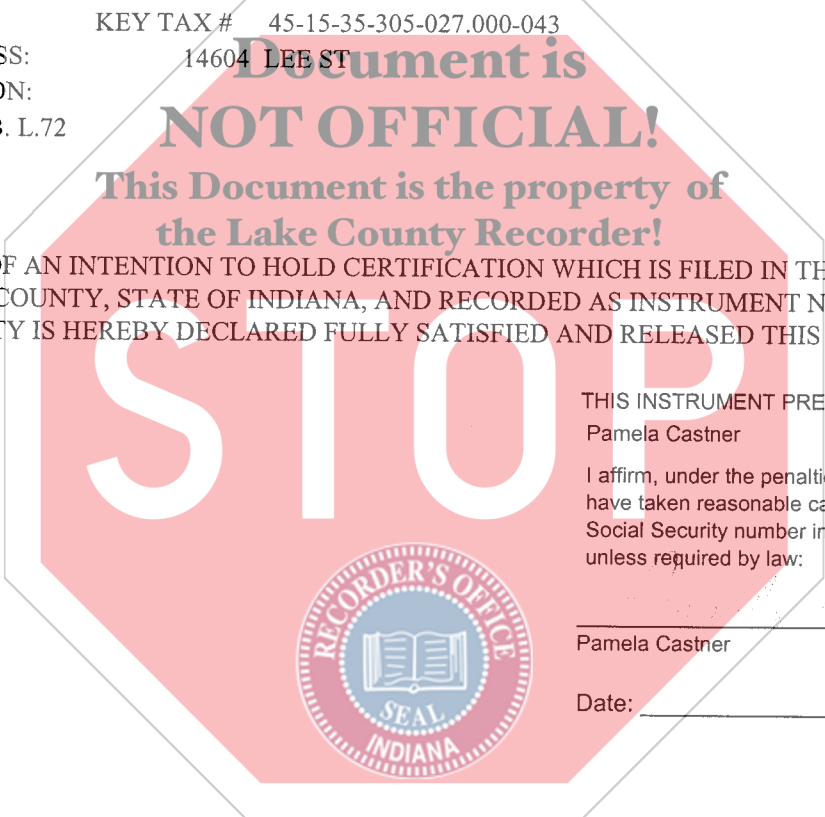 KEY TAX # 45-15-35-305-027.000-043
SS: 14604 LEE ST
ON:
B. L.72
Document is
NOT OFFICIAL!
This Document is the property of
the Lake County Recorder!
OF AN INTENTION TO HOLD CERTIFICATION WHICH IS FILED IN TH
COUNTY, STATE OF INDIANA, AND RECORDED AS INSTRUMENT N
TY IS HEREBY DECLARED FULLY SATISFIED AND RELEASED THIS
STOP
THIS INSTRUMENT PRE
Pamela Castner
I affirm, under the penalti
have taken reasonable ca
Social Security number in
unless required by law:
Pamela Castner
Date:
RECORDER'S OFFICE
SEAL
INDIANA